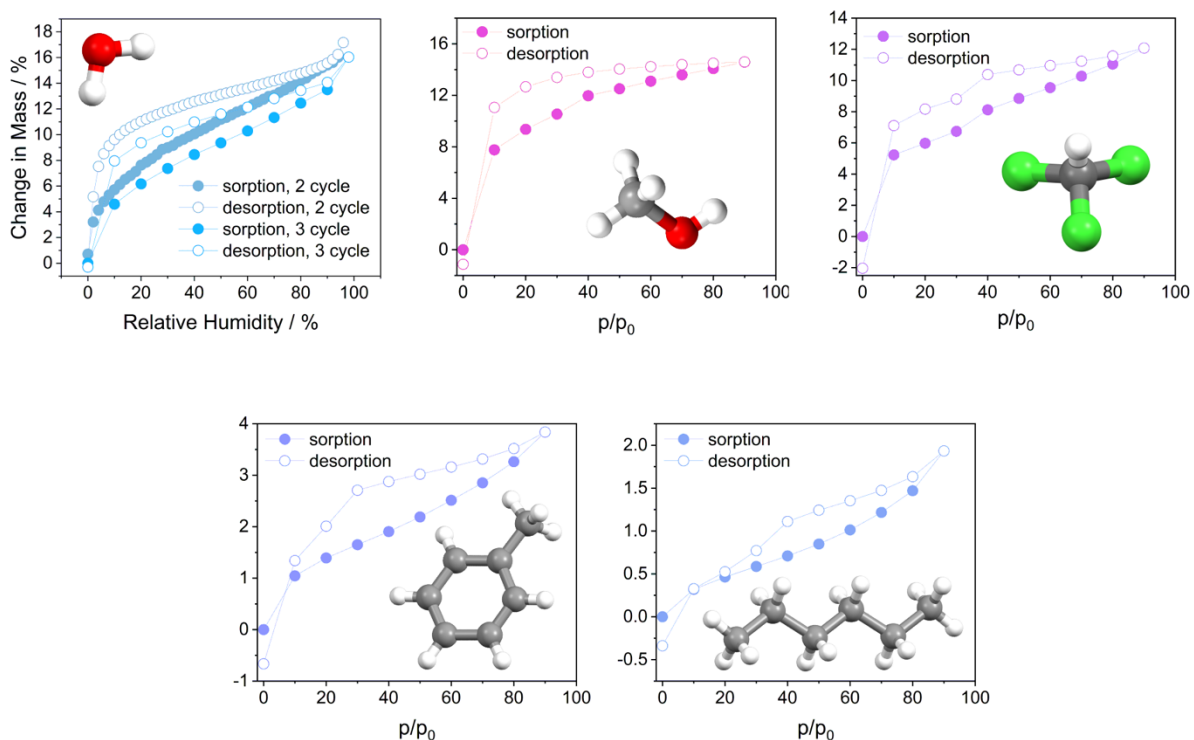 Change in Mass / %
18
16
14
12
10
8
6
4
2
0
sorption, 2 cycle
desorption, 2 cycle
sorption, 3 cycle
desorption, 3 cycle
0 20 40 60 80 100
Relative Humidity / %
16
12
8
4
0
sorption
desorption
0 20 40 60 80 100
p/p0
14
12
10
8
6
4
2
0
-2
sorption
desorption
0 20 40 60 80 100
p/p0
4
3
2
1
0
-1
sorption
desorption
0 20 40 60 80 100
p/p0
2.0
1.5
1.0
0.5
0.0
-0.5
sorption
desorption
0 20 40 60 80 100
p/p0